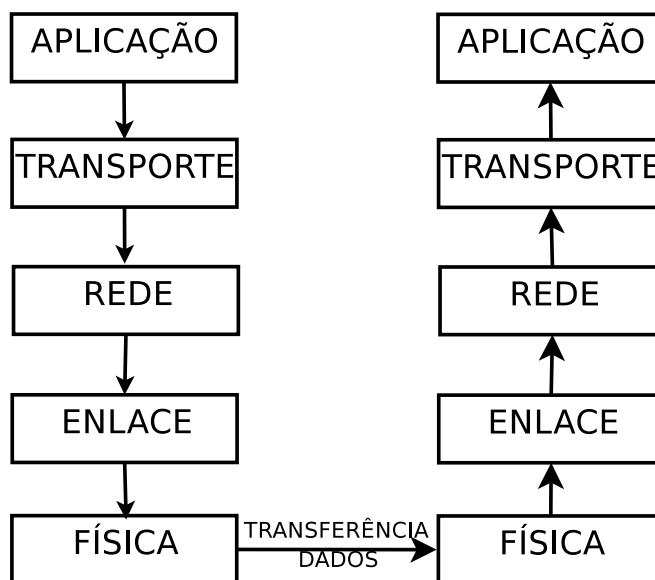 APLICAÇÃO
TRANSPORTE
REDE
ENLACE
FÍSICA
TRANSFERÊNCIA
DADOS
APLICAÇÃO
TRANSPORTE
REDE
ENLACE
FÍSICA